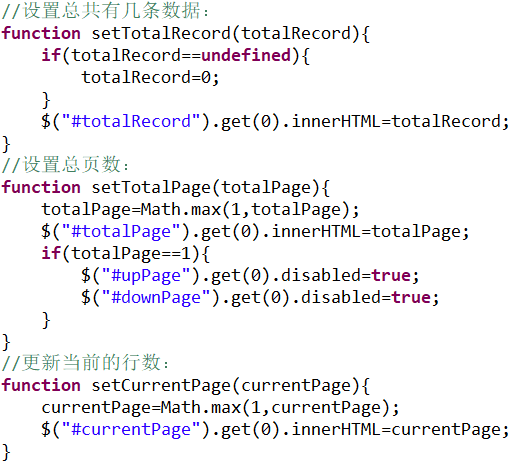 //设置总共有几条数据:
function setTotalRecord(totalRecord){
    if(totalRecord==undefined){
        totalRecord=0;
    }
    $("#totalRecord").get(0).innerHTML=totalRecord;
}
//设置总页数:
function setTotalPage(totalPage){
    totalPage=Math.max(1,totalPage);
    $("#totalPage").get(0).innerHTML=totalPage;
    if(totalPage==1){
        $("#upPage").get(0).disabled=true;
        $("#downPage").get(0).disabled=true;
    }
}
//更新当前的行数:
function setCurrentPage(currentPage){
    currentPage=Math.max(1,currentPage);
    $("#currentPage").get(0).innerHTML=currentPage;
}